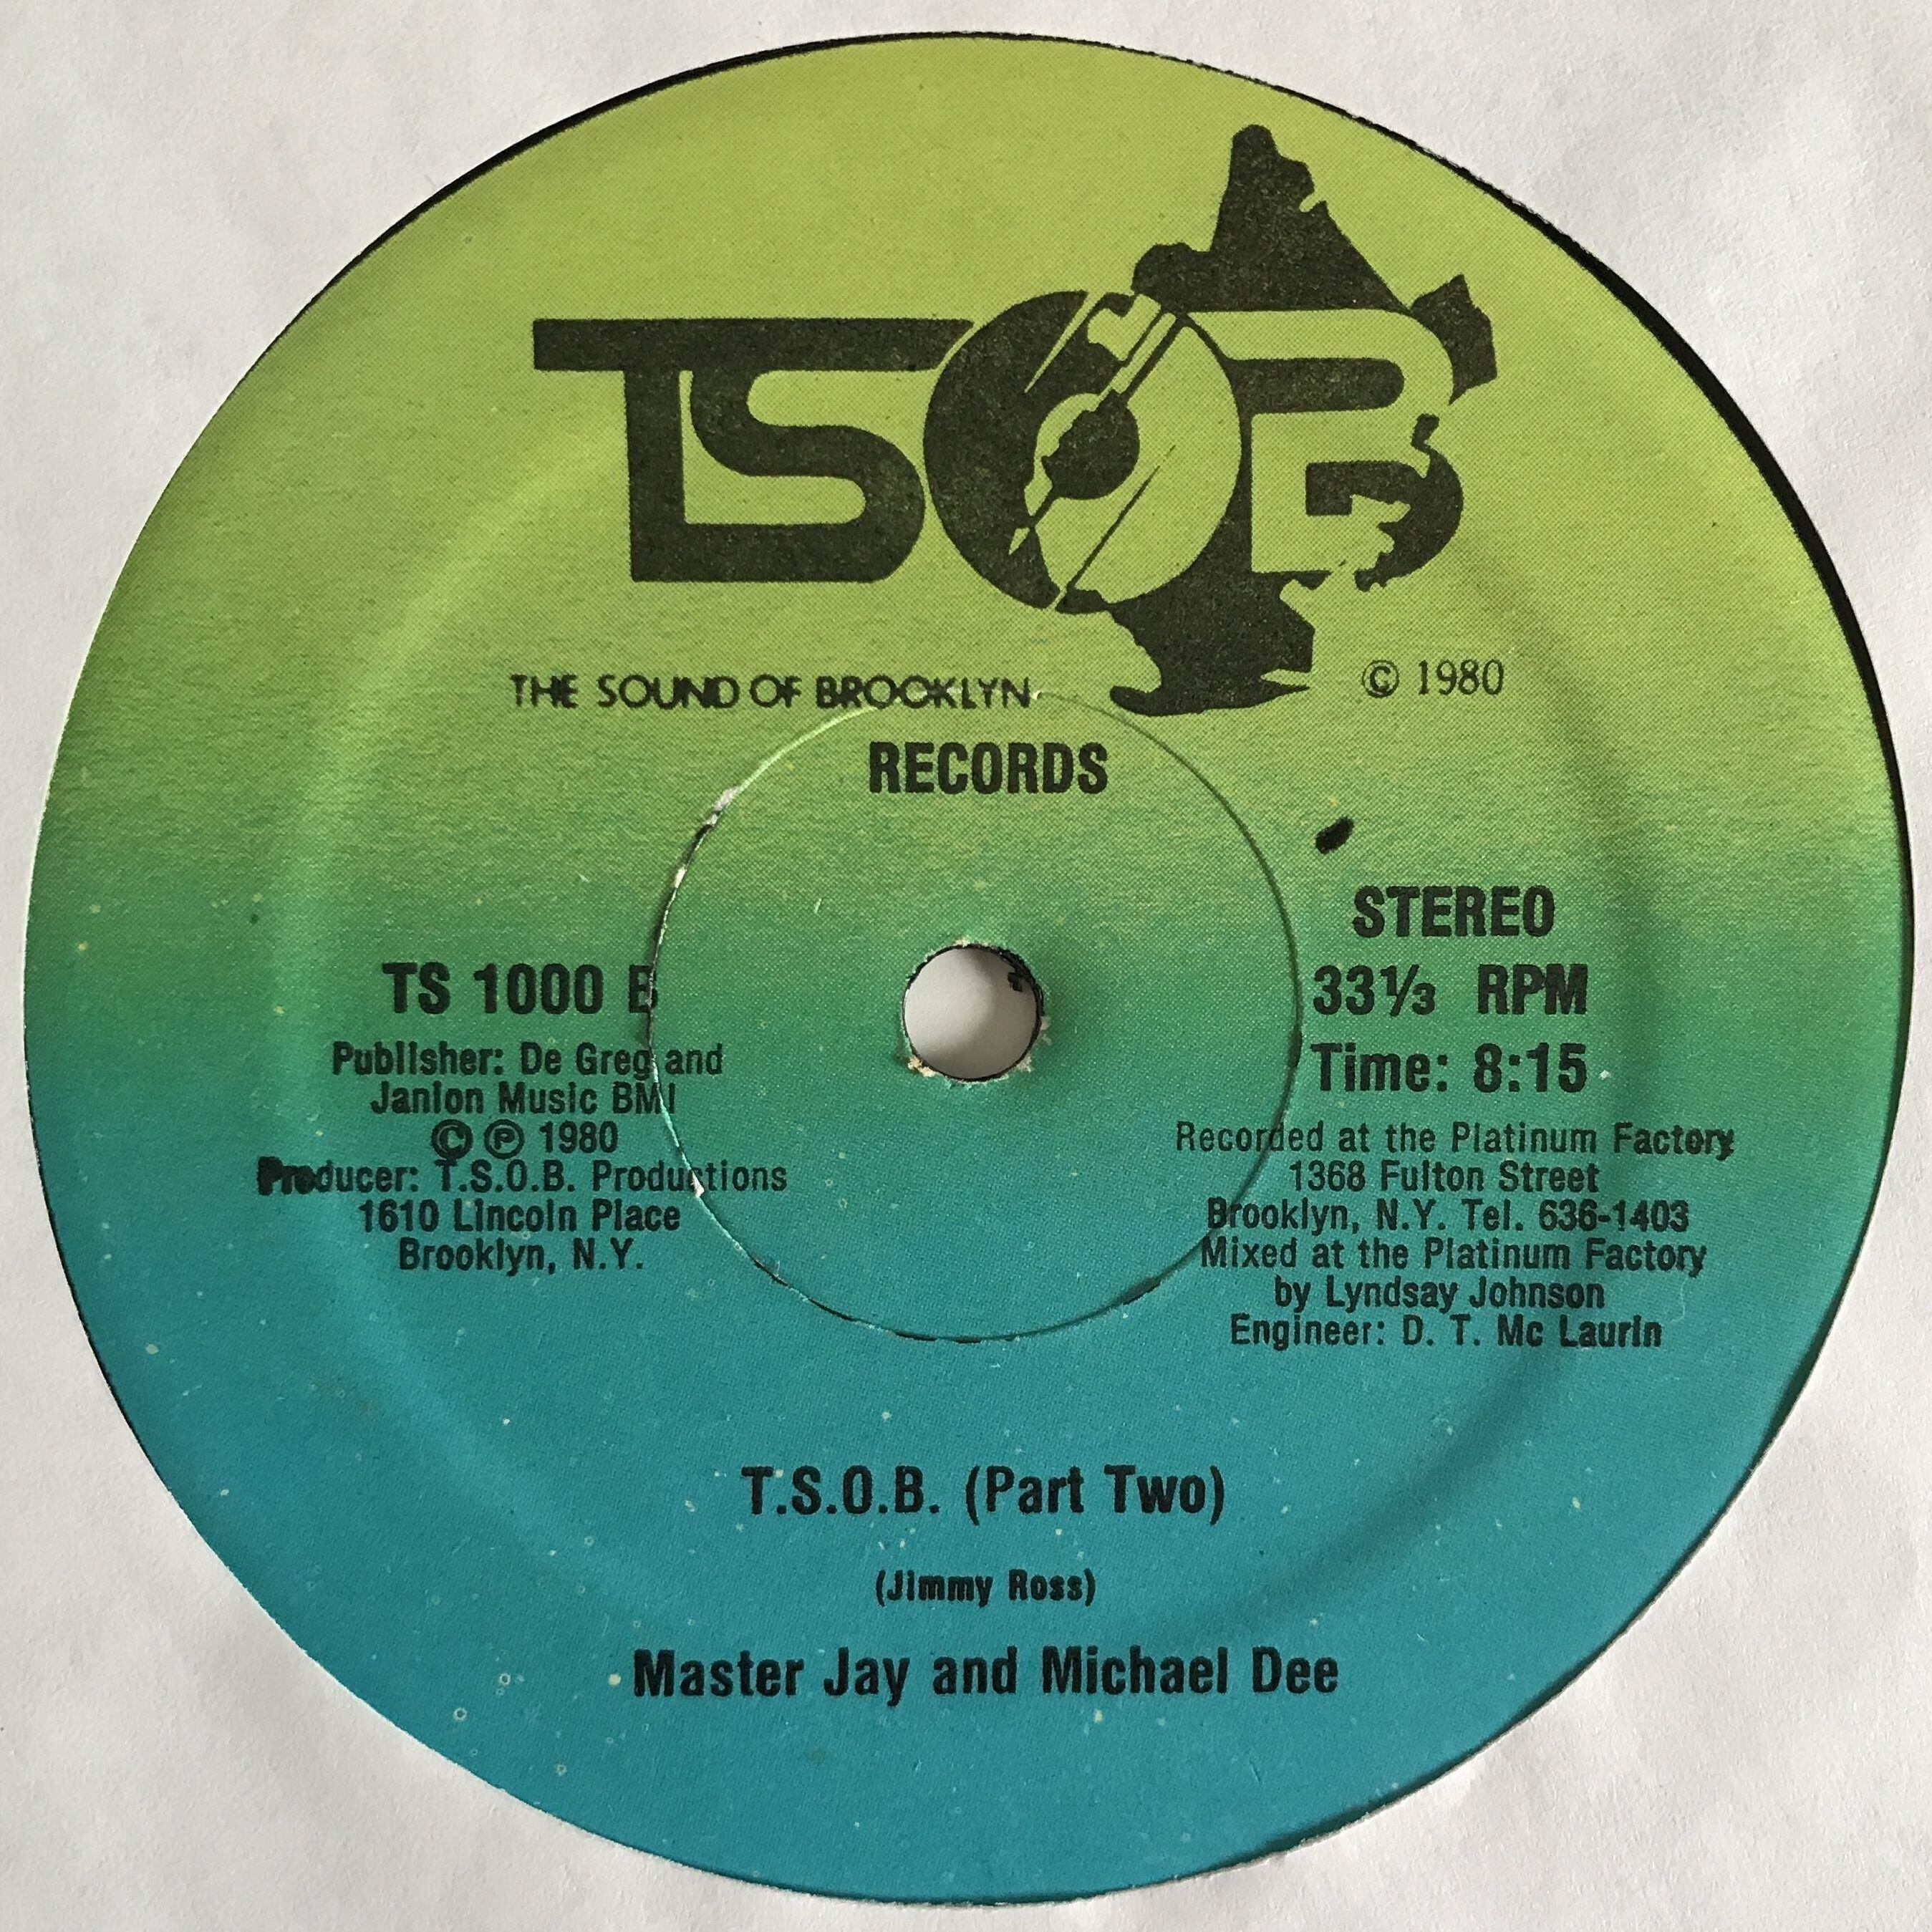 TSOB
THE SOUND OF BROOKLYN
© 1980
RECORDS
TS 1000 B
Publisher: De Greg and
Janion Music BMI
© ℗ 1980
Producer: T.S.O.B. Productions
1610 Lincoln Place
Brooklyn, N.Y.
STEREO
33⅓ RPM
Time: 8:15
Recorded at the Platinum Factory
1368 Fulton Street
Brooklyn, N.Y. Tel. 636-1403
Mixed at the Platinum Factory
by Lyndsay Johnson
Engineer: D. T. Mc Laurin
T.S.O.B. (Part Two)
(Jimmy Ross)
Master Jay and Michael Dee